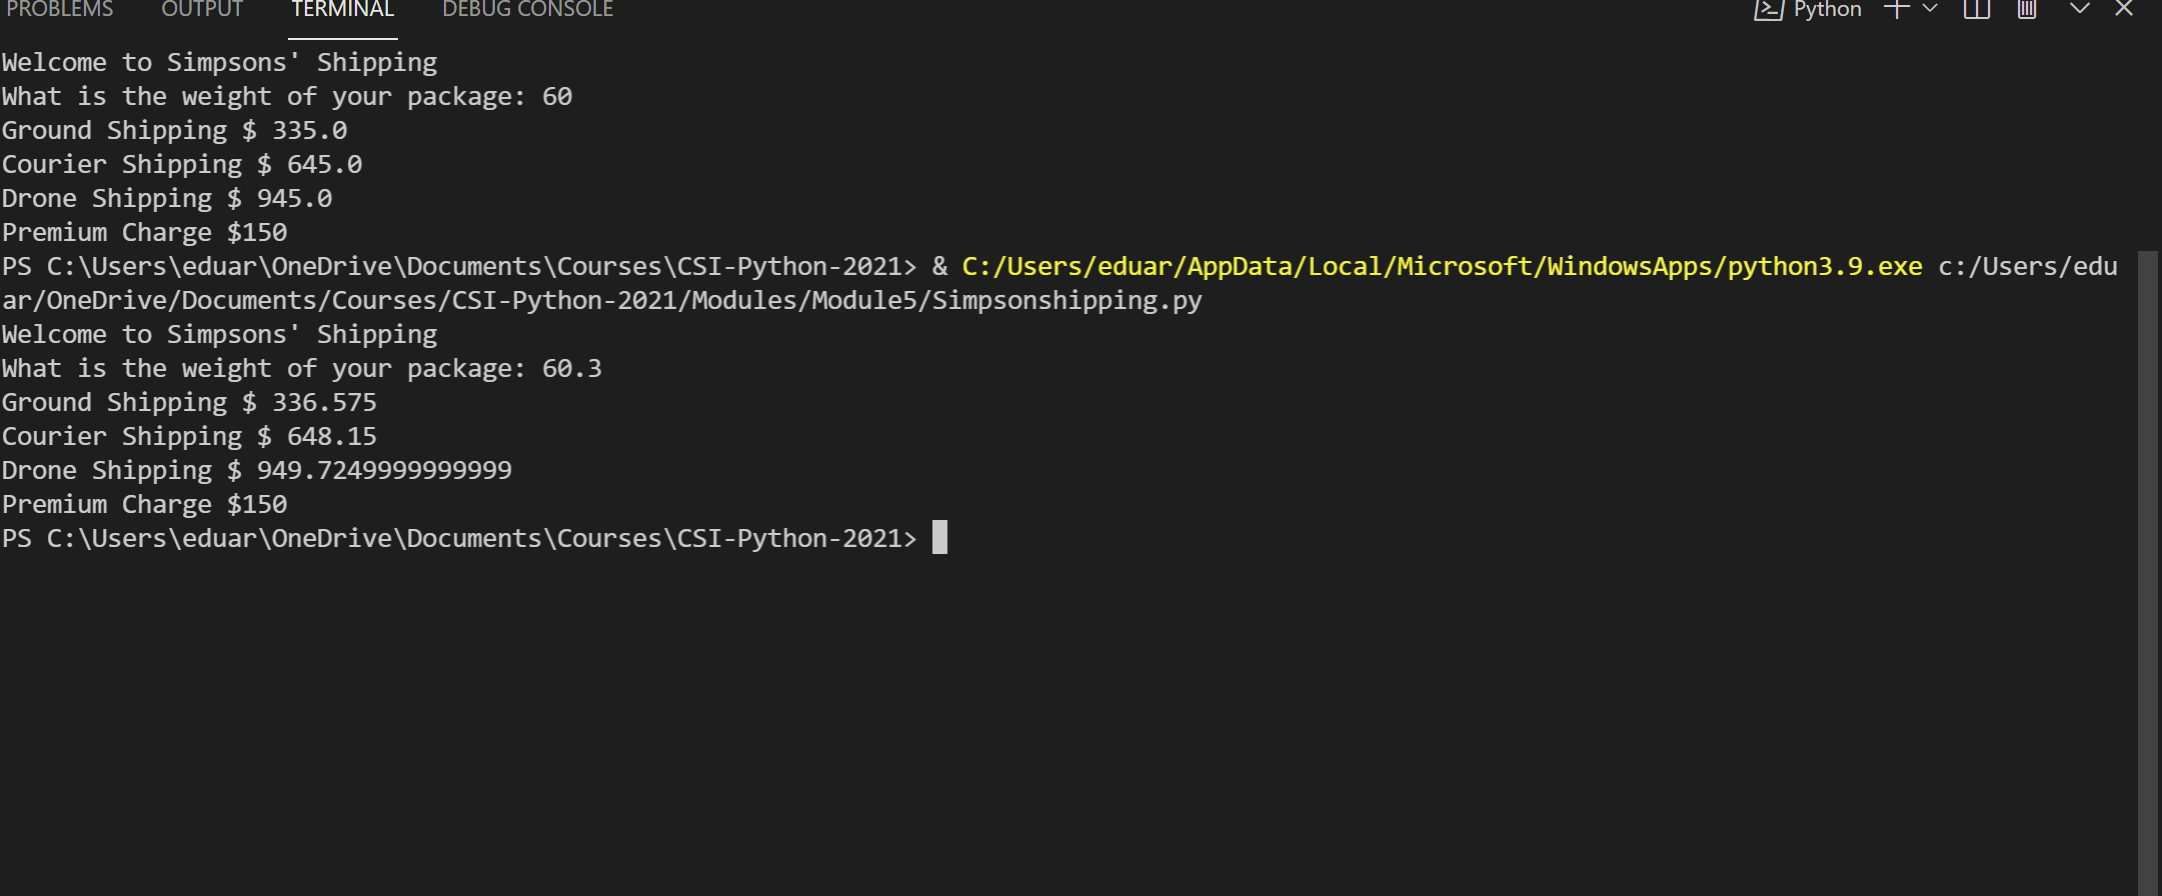 PROBLEMS OUTPUT TERMINAL DEBUG CONSOLE Python
Welcome to Simpsons' Shipping
What is the weight of your package: 60
Ground Shipping $ 335.0
Courier Shipping $ 645.0
Drone Shipping $ 945.0
Premium Charge $150
PS C:\Users\eduar\OneDrive\Documents\Courses\CSI-Python-2021> & C:/Users/eduar/AppData/Local/Microsoft/WindowsApps/python3.9.exe c:/Users/edu
ar/OneDrive/Documents/Courses/CSI-Python-2021/Modules/Module5/Simpsonshipping.py
Welcome to Simpsons' Shipping
What is the weight of your package: 60.3
Ground Shipping $ 336.575
Courier Shipping $ 648.15
Drone Shipping $ 949.7249999999999
Premium Charge $150
PS C:\Users\eduar\OneDrive\Documents\Courses\CSI-Python-2021>